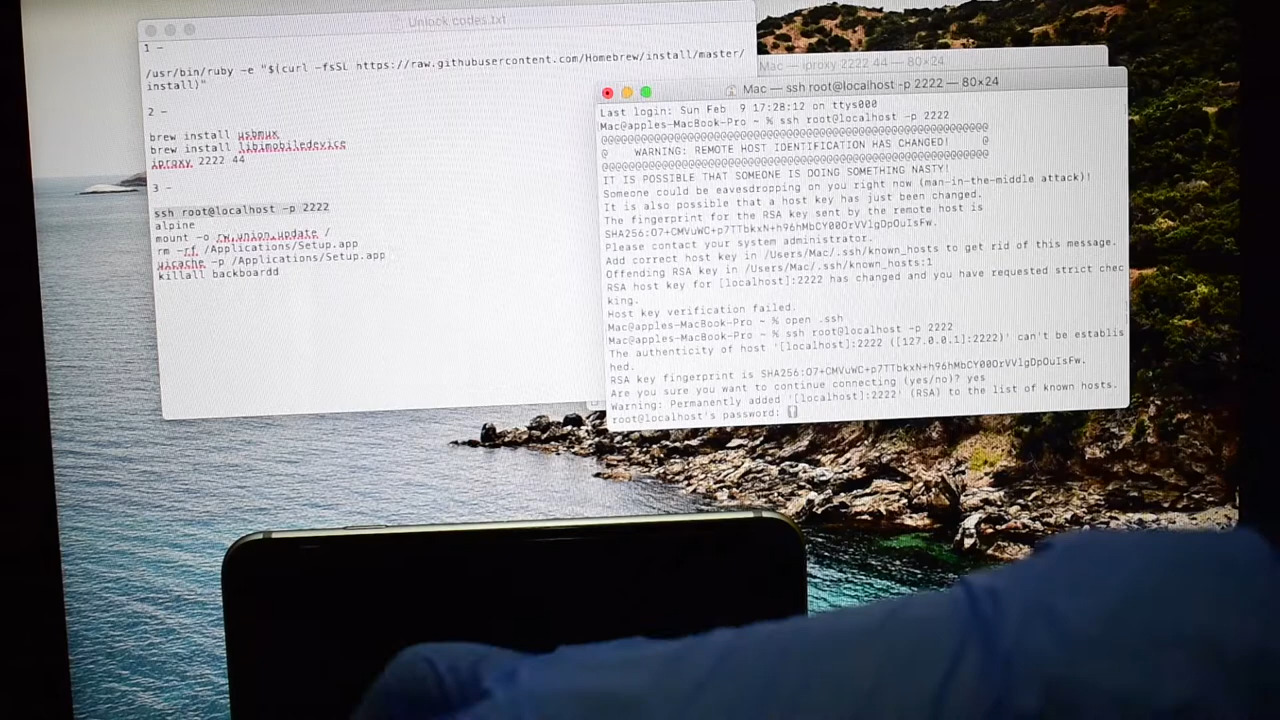 Unlock codes.txt
1 –
/usr/bin/ruby -e "$(curl -fsSL https://raw.githubusercontent.com/Homebrew/install/master/
install)"
2 –
brew install usbmux
brew install libimobiledevice
iproxy 2222 44
3 –
ssh root@localhost -p 2222
alpine
mount -o rw,union,update /
rm -rf /Applications/Setup.app
uicache -p /Applications/Setup.app
killall backboardd
Mac — iproxy 2222 44 — 80×24
Mac — ssh root@localhost -p 2222 — 80×24
Last login: Sun Feb  9 17:28:12 on ttys000
Mac@apples-MacBook-Pro ~ % ssh root@localhost -p 2222
@@@@@@@@@@@@@@@@@@@@@@@@@@@@@@@@@@@@@@@@@@@@@@@@@@@@@@@@@@@
@    WARNING: REMOTE HOST IDENTIFICATION HAS CHANGED!     @
@@@@@@@@@@@@@@@@@@@@@@@@@@@@@@@@@@@@@@@@@@@@@@@@@@@@@@@@@@@
IT IS POSSIBLE THAT SOMEONE IS DOING SOMETHING NASTY!
Someone could be eavesdropping on you right now (man-in-the-middle attack)!
It is also possible that a host key has just been changed.
The fingerprint for the RSA key sent by the remote host is
SHA256:O7+CMVuWC+p7TTbkxN+h96hMbCY00OrVVlgDpOuIsFw.
Please contact your system administrator.
Add correct host key in /Users/Mac/.ssh/known_hosts to get rid of this message.
Offending RSA key in /Users/Mac/.ssh/known_hosts:1
RSA host key for [localhost]:2222 has changed and you have requested strict chec
king.
Host key verification failed.
Mac@apples-MacBook-Pro ~ % open .ssh
Mac@apples-MacBook-Pro ~ % ssh root@localhost -p 2222
The authenticity of host '[localhost]:2222 ([127.0.0.1]:2222)' can't be establis
hed.
RSA key fingerprint is SHA256:O7+CMVuWC+p7TTbkxN+h96hMbCY00OrVVlgDpOuIsFw.
Are you sure you want to continue connecting (yes/no)? yes
Warning: Permanently added '[localhost]:2222' (RSA) to the list of known hosts.
root@localhost's password: